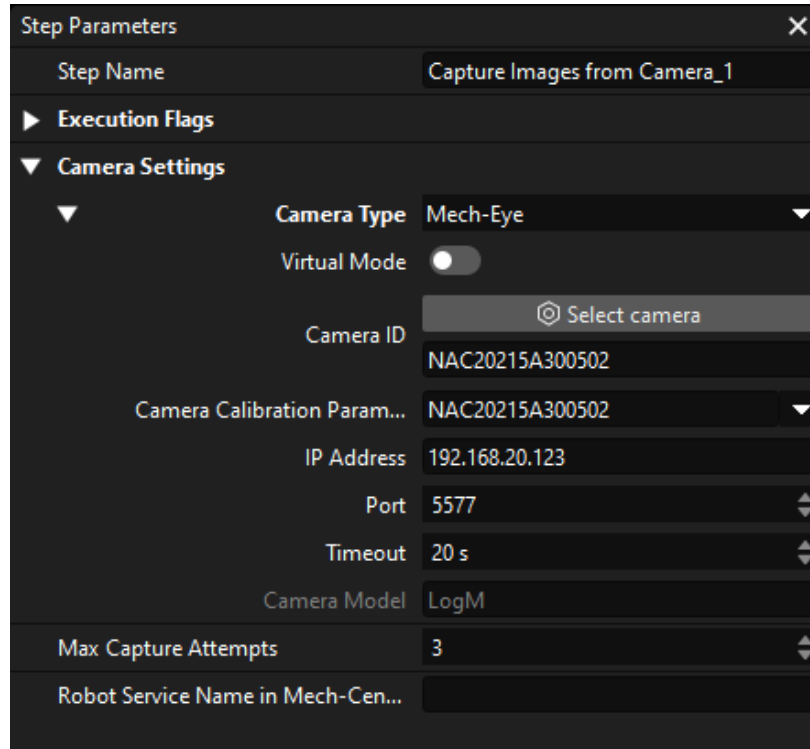 Step Parameters
Step Name Capture Images from Camera_1
Execution Flags
Camera Settings
Camera Type Mech-Eye
Virtual Mode
Select camera
Camera ID
NAC20215A300502
Camera Calibration Param... NAC20215A300502
IP Address 192.168.20.123
Port 5577
Timeout 20 s
Camera Model LogM
Max Capture Attempts 3
Robot Service Name in Mech-Cen...